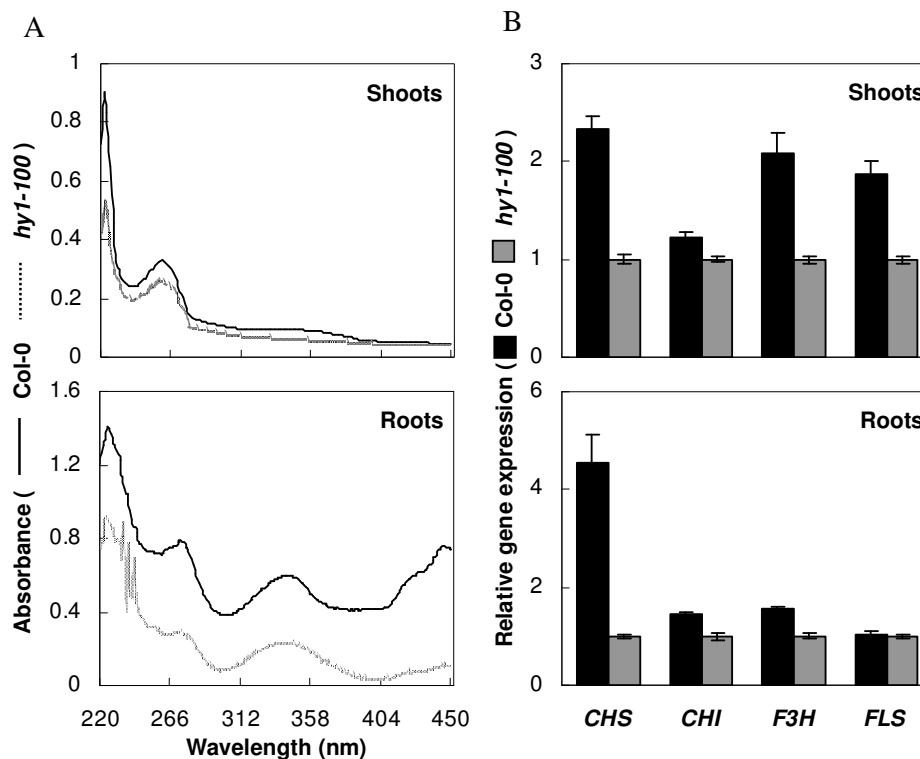 A
B
Absorbance ( Col-0 hy1-100
1
0.8
0.6
0.4
0.2
0
Shoots
1.6
1.2
0.8
0.4
0
Roots
220 266 312 358 404 450
Wavelength (nm)
Relative gene expression ( Col-0 hy1-100 )
3
2
1
0
Shoots
6
4
2
0
Roots
CHS CHI F3H FLS